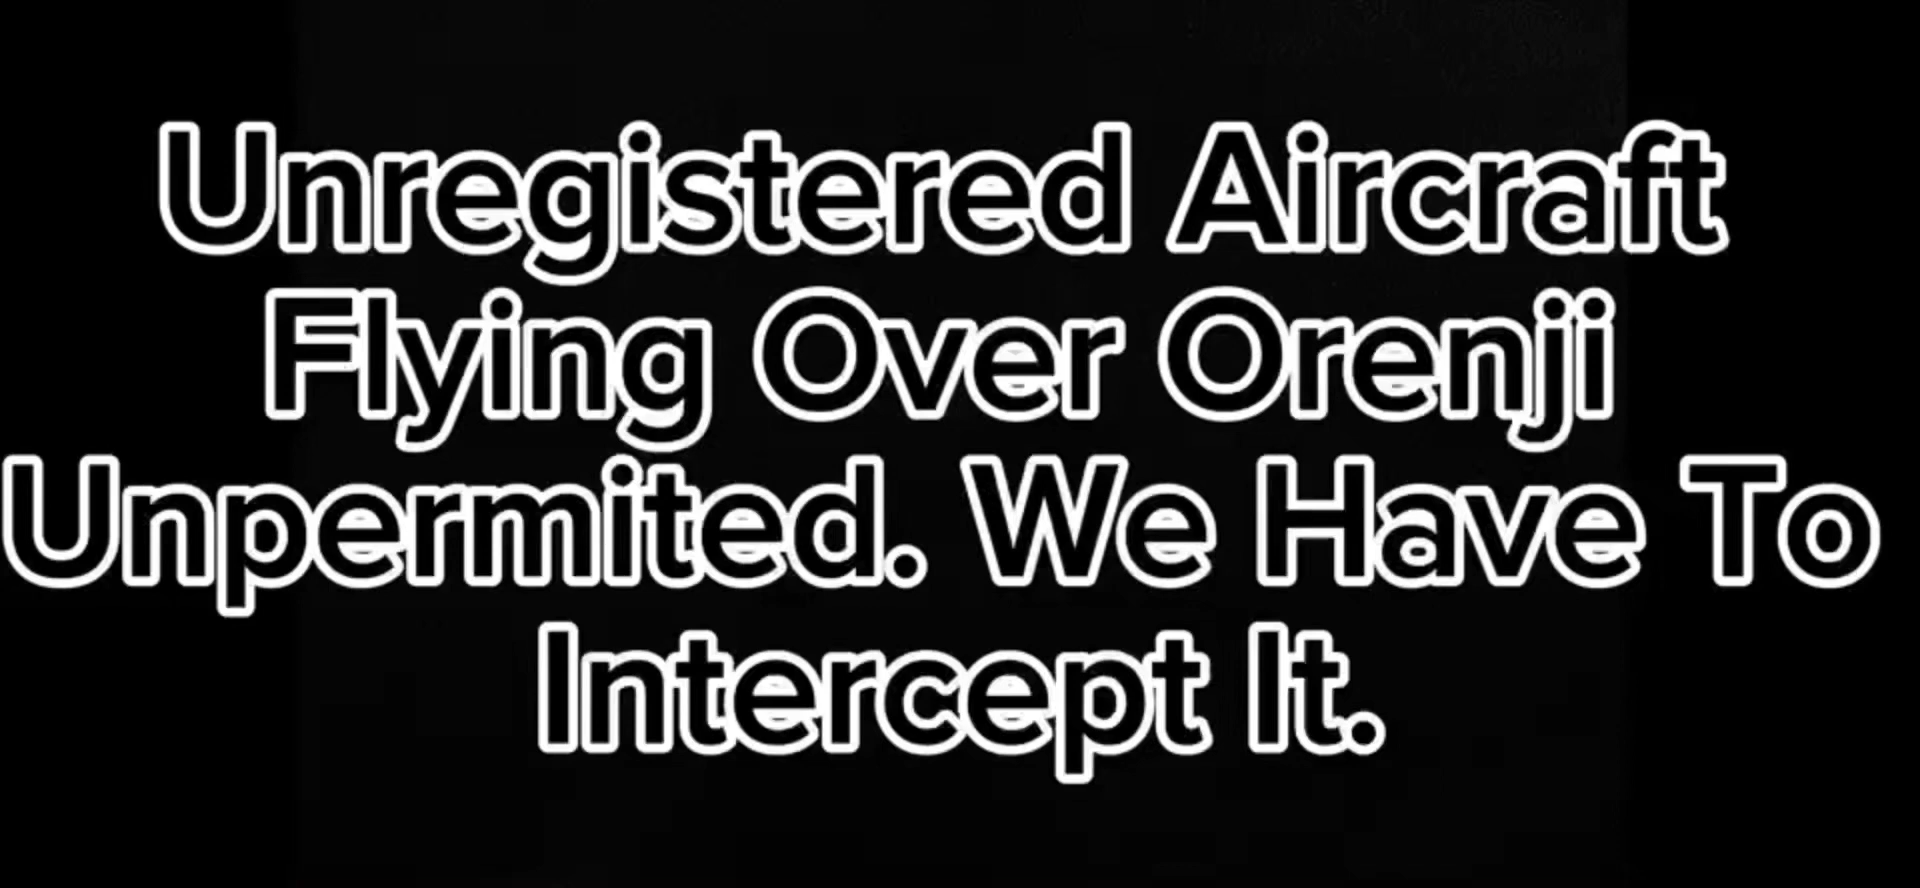 Unregistered Aircraft
Flying Over Orenji
Unpermited. We Have To
Intercept It.